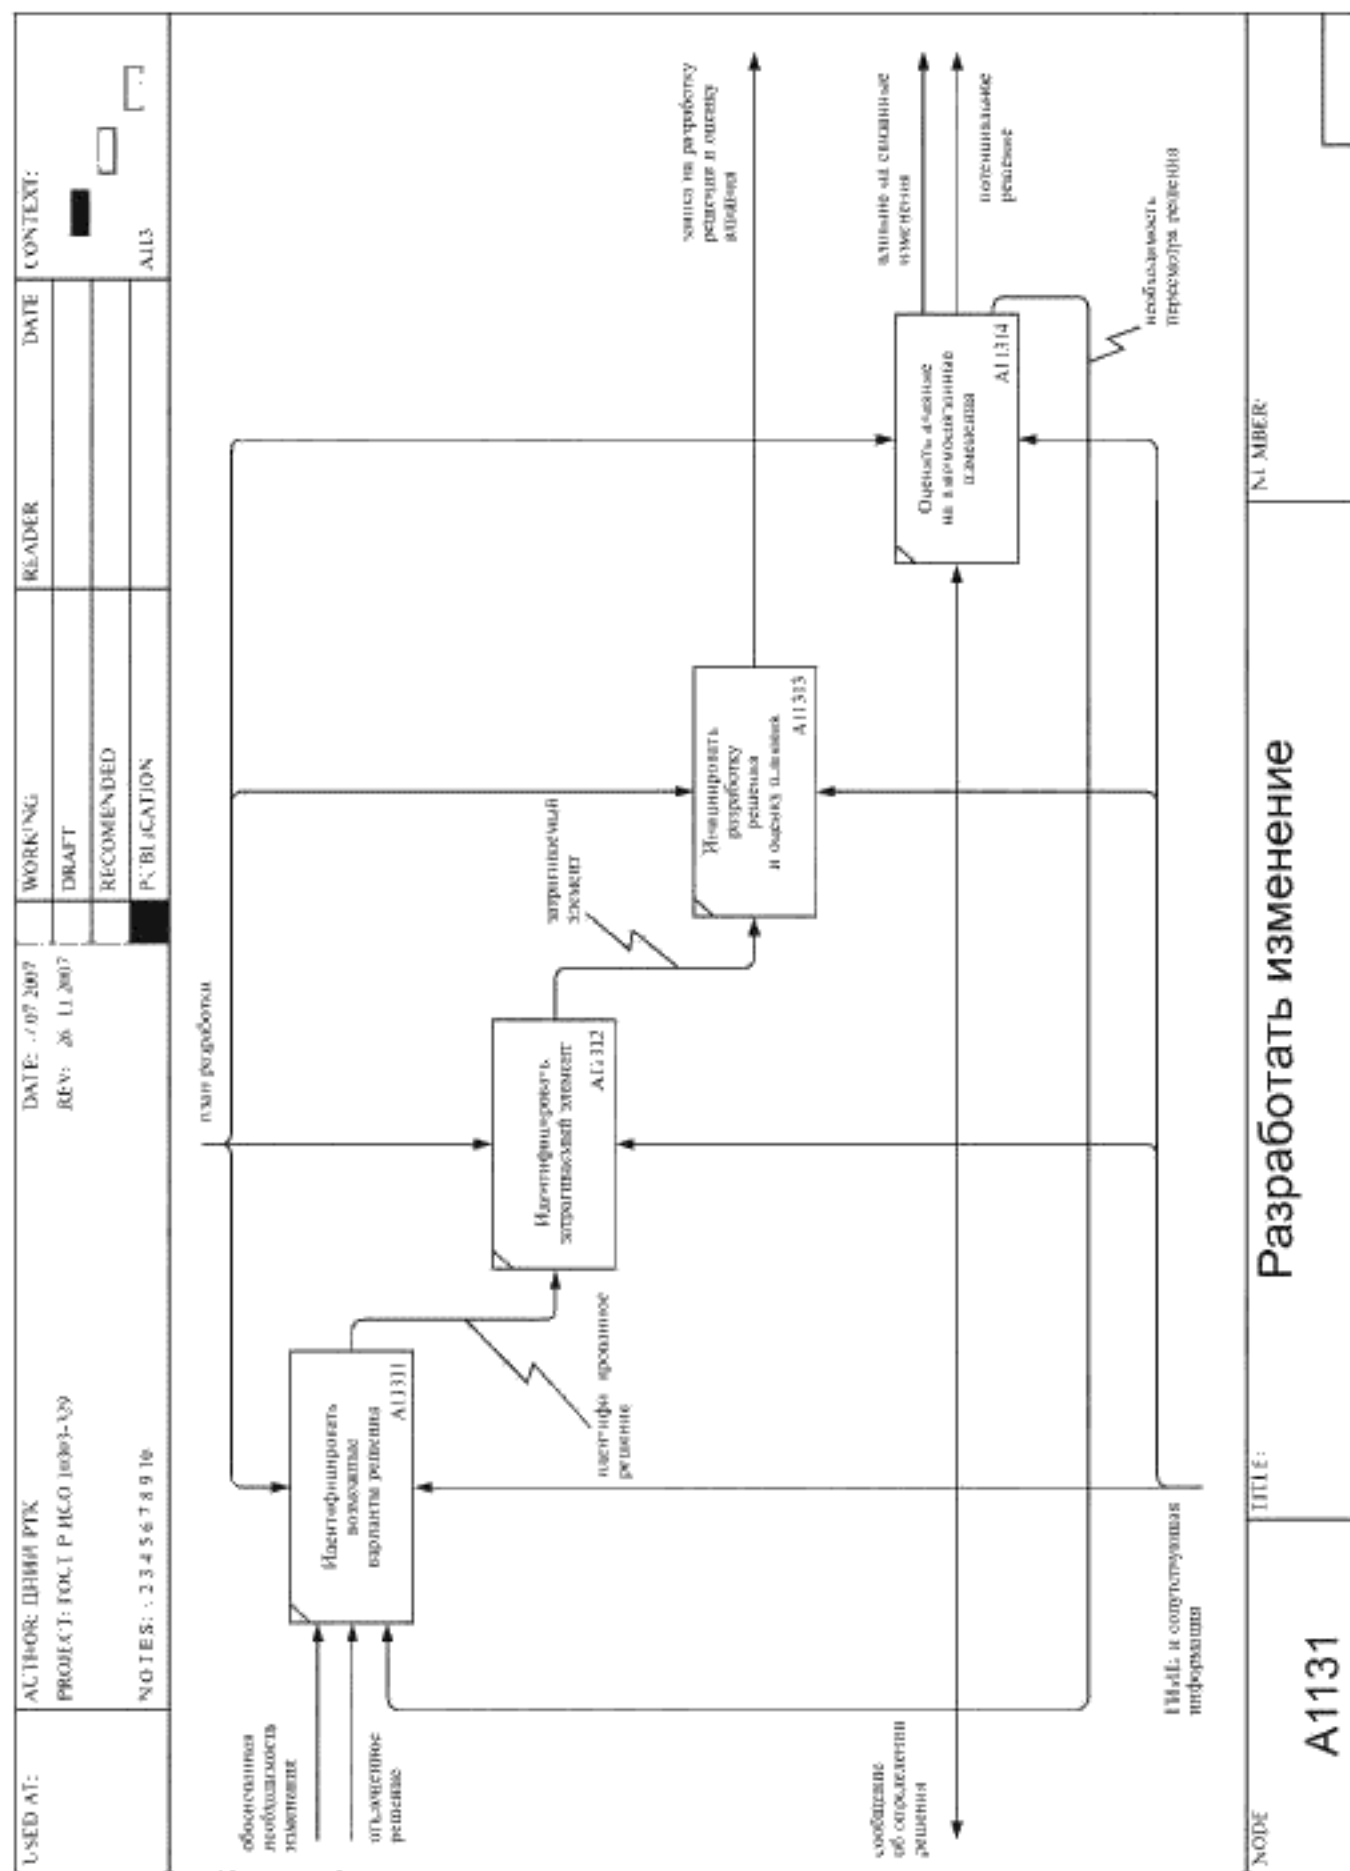 USED AT:
AUTHOR: ЦНИИ РТК
PROJECT: ГОСТ Р ИСО 10303-
NOTES: 2 3 4 5 6 7 8 9 10
DATE: 07 2007
REV: 26 11 2007
WORKING
DRAFT
RECOMENDED
PUBLICATION
READER
DATE
CONTEXT:
A113
обоснованная
необходимость
изменения
отклоненное
решение
сообщение
об определении
решения
и сопутствующая
информация
план разработки
Идентифицировать
возможные
варианты решения
A11311
идентифицированное
решение
Идентифицировать
затрагиваемый элемент
A11312
затрагиваемый
элемент
Инициировать
разработку
решения
и оценку влияния
A11313
Оценить влияние
на взаимосвязанные
изменения
A11314
на разработку
решения и оценку
влияния
влияние на связанные
изменения
потенциальное
решение
необходимость
пересмотра решения
NODE
A1131
TITLE:
Разработать изменение
NUMBER: